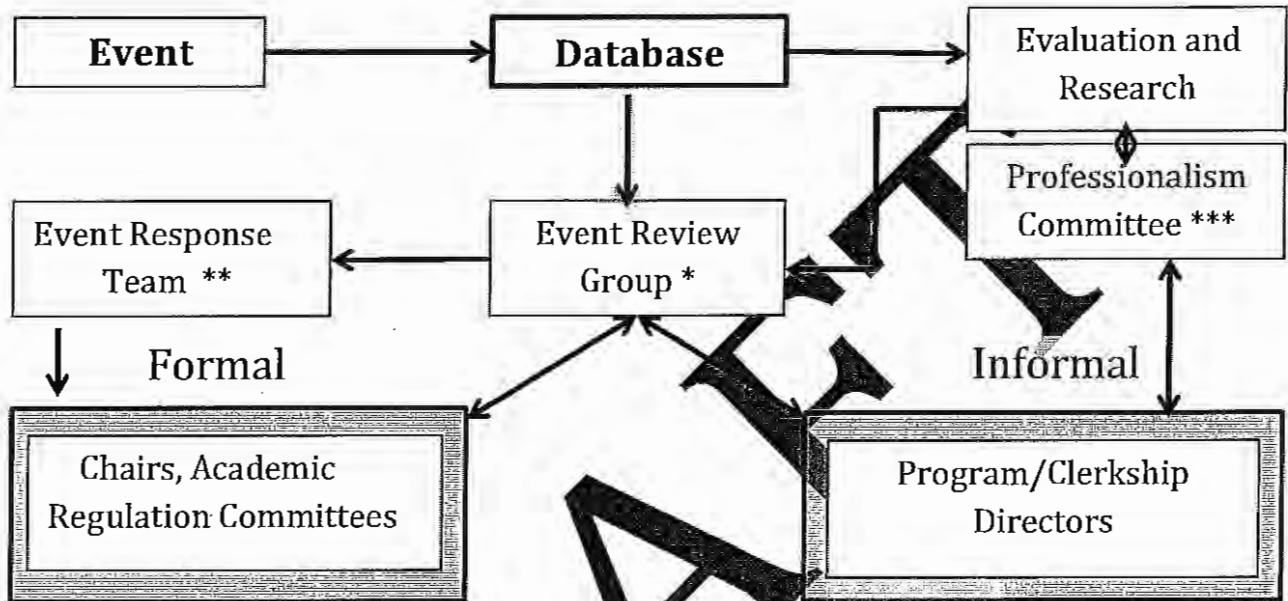 Event
Database
Evaluation and
Research
Professionalism
Committee ***
Event Response
Team **
Event Review
Group *
Formal
Informal
Chairs, Academic
Regulation Committees
Program/Clerkship
Directors